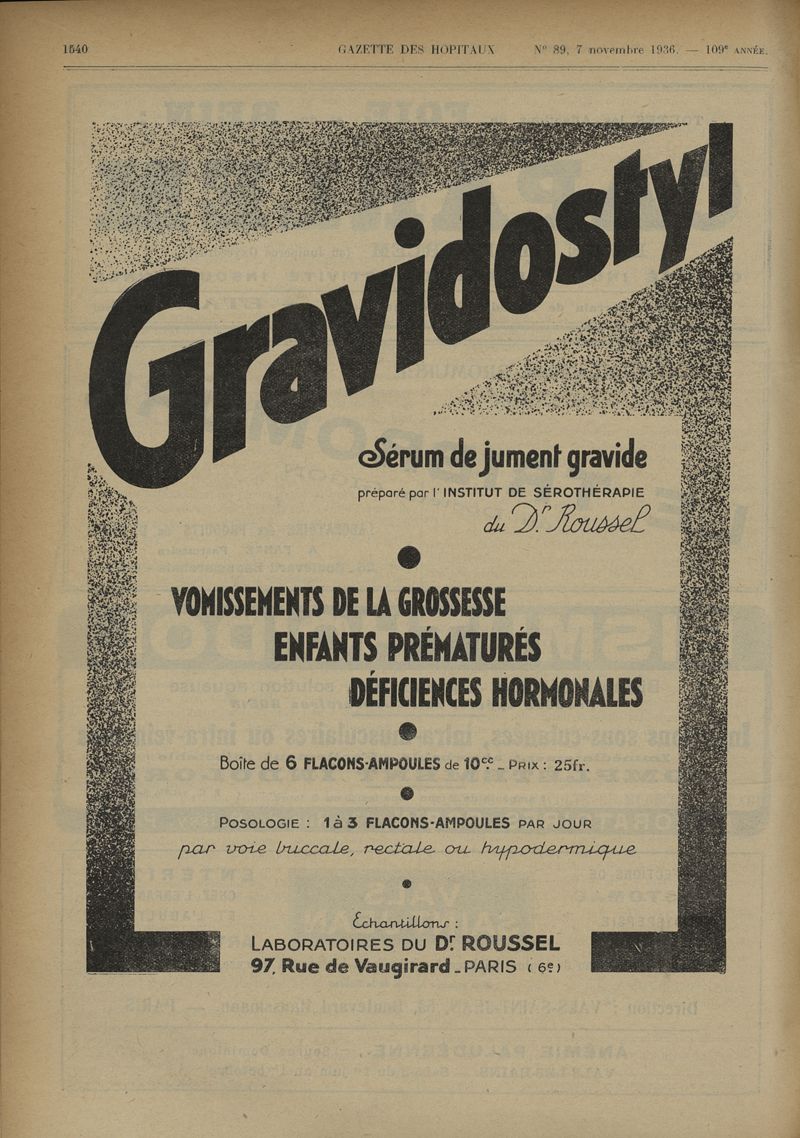 1540 GAZETTE DES HOPITAUX Nº 89, 7 novembre 1936. — 109e ANNÉE.
Gravidostyl
Sérum de jument gravide
préparé par l'INSTITUT DE SÉROTHÉRAPIE
du Dr. Roussel
VOMISSEMENTS DE LA GROSSESSE
ENFANTS PRÉMATURÉS
DÉFICIENCES HORMONALES
Boîte de 6 FLACONS-AMPOULES de 10cc. _ PRIX : 25fr.
POSOLOGIE : 1 à 3 FLACONS-AMPOULES PAR JOUR
par voie buccale, rectale ou hypodermique
Échantillons :
LABORATOIRES DU Dr ROUSSEL
97, Rue de Vaugirard _ PARIS (6e)